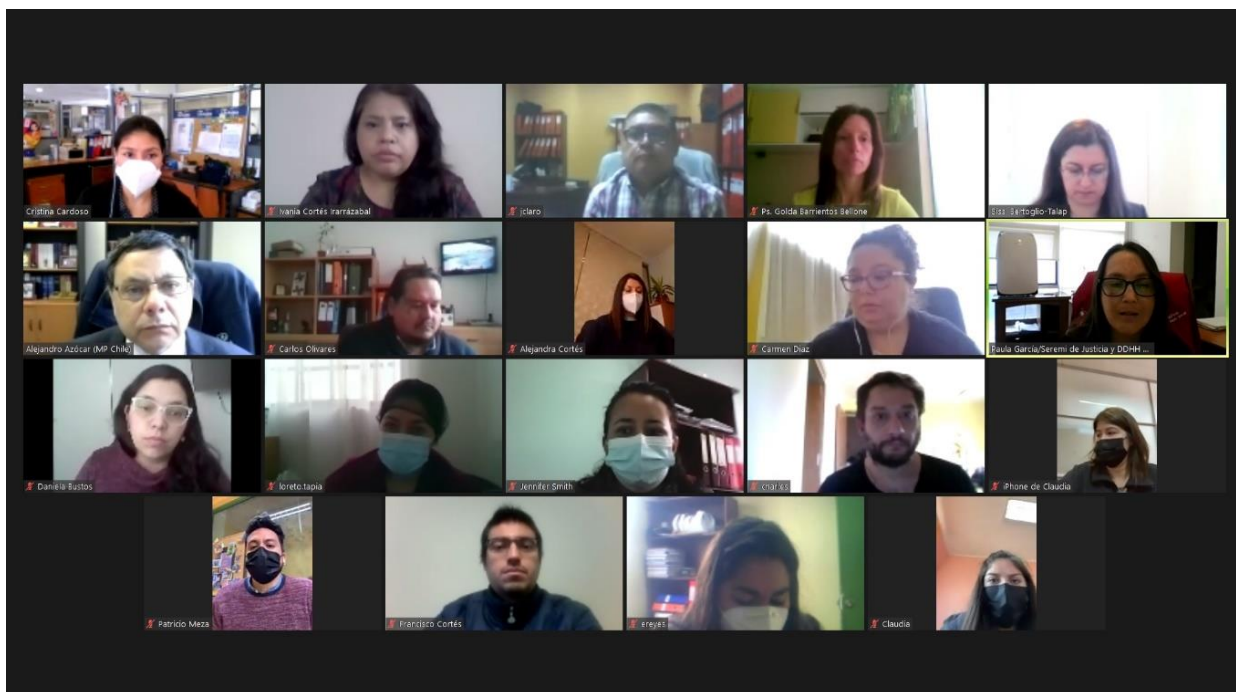 Cristina Cardoso
Ivania Cortés Irarrázabal
jclaro
Ps. Golda Barrientos Bellone
Bertoglio-Talap
Alejandro Azócar (MP Chile)
Carlos Olivares
Alejandra Cortés
Carmen Diaz
Paula García/Seremi de Justicia y DDHH ...
Daniela Bustos
loreto.tapia
Jennifer Smith
charles
iPhone de Claudia
Patricio Meza
Francisco Cortés
ereyes
Claudia